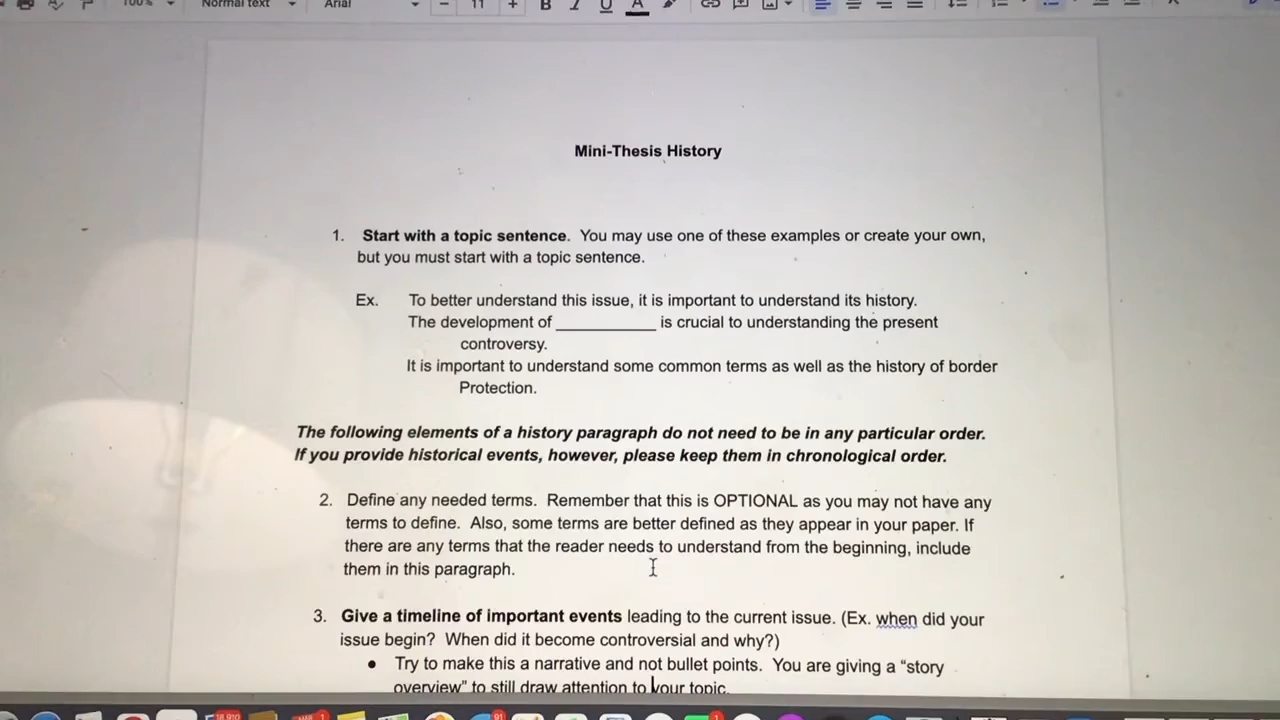 100%
Normal text
Arial
11
B I U A
Mini-Thesis History
1. Start with a topic sentence. You may use one of these examples or create your own,
but you must start with a topic sentence.
Ex. To better understand this issue, it is important to understand its history.
The development of ____________ is crucial to understanding the present
controversy.
It is important to understand some common terms as well as the history of border
Protection.
The following elements of a history paragraph do not need to be in any particular order.
If you provide historical events, however, please keep them in chronological order.
2. Define any needed terms. Remember that this is OPTIONAL as you may not have any
terms to define. Also, some terms are better defined as they appear in your paper. If
there are any terms that the reader needs to understand from the beginning, include
them in this paragraph.
3. Give a timeline of important events leading to the current issue. (Ex. when did your
issue begin? When did it become controversial and why?)
● Try to make this a narrative and not bullet points. You are giving a “story
overview” to still draw attention to your topic.
91
1